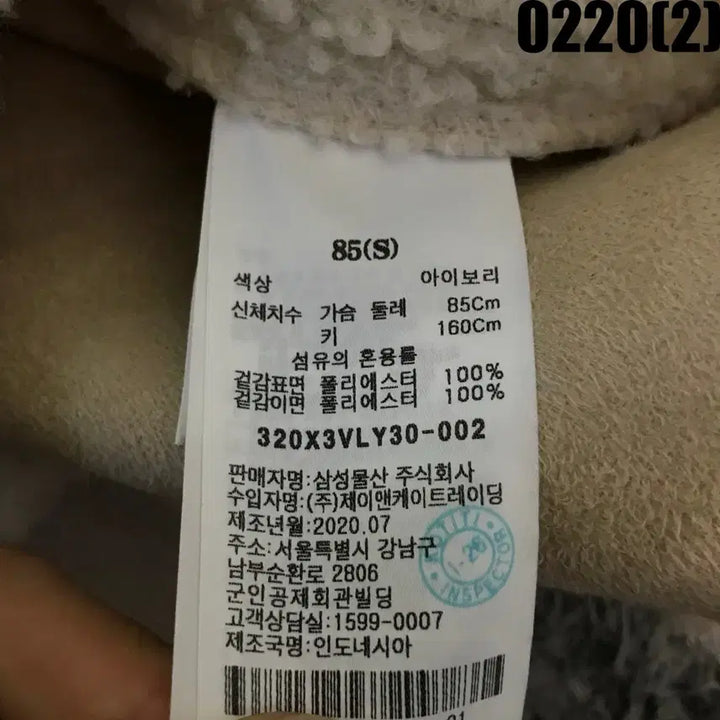 0220(2)
85(S)
색상 아이보리
신체치수 가슴 둘레 85Cm
키 160Cm
섬유의 혼용률
겉감표면 폴리에스터 100%
겉감이면 폴리에스터 100%
320X3VLY30-002
판매자명:삼성물산 주식회사
수입자명:(주)제이앤케이트레이딩
제조년월:2020.07
주소:서울특별시 강남구
남부순환로 2806
군인공제회관빌딩
고객상담실:1599-0007
제조국명:인도네시아
INSPECTOR